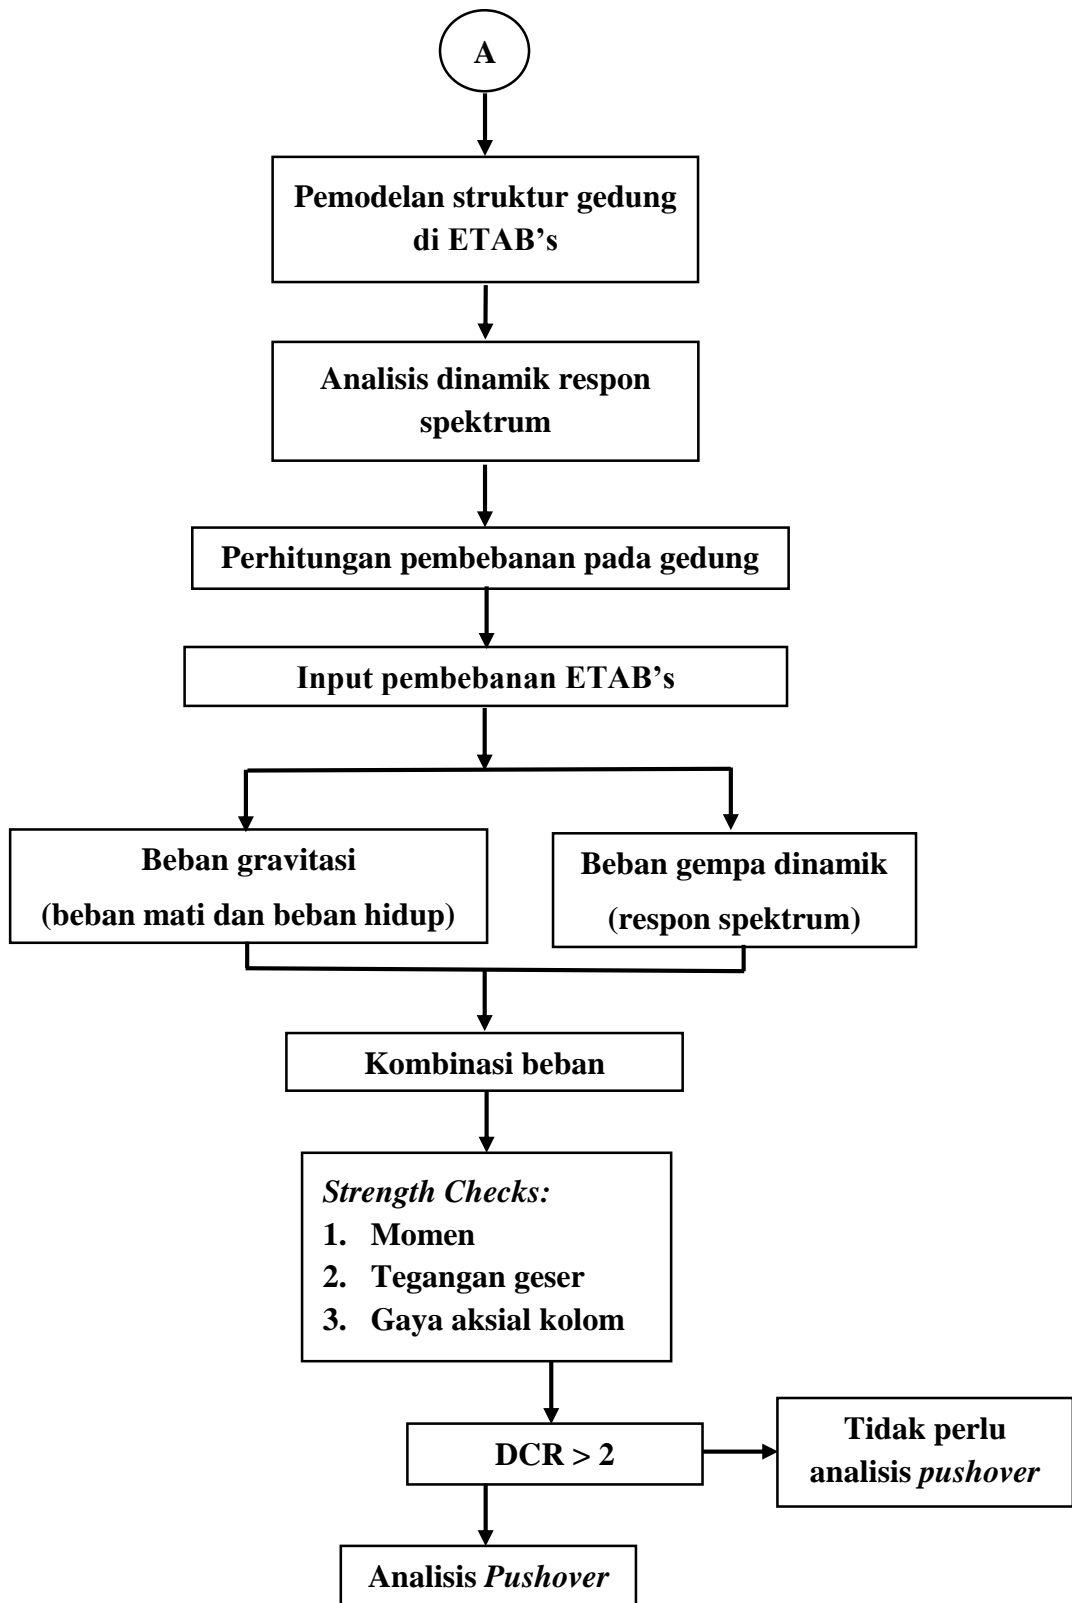 A
Pemodelan struktur gedung
di ETAB’s
Analisis dinamik respon
spektrum
Perhitungan pembebanan pada gedung
Input pembebanan ETAB’s
Beban gravitasi
(beban mati dan beban hidup)
Beban gempa dinamik
(respon spektrum)
Kombinasi beban
Strength Checks:
1. Momen
2. Tegangan geser
3. Gaya aksial kolom
DCR > 2
Tidak perlu
analisis pushover
Analisis Pushover